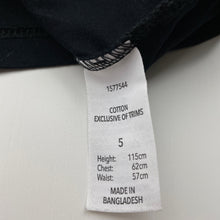 1577544
COTTON
EXCLUSIVE OF TRIMS
5
Height: 115cm
Chest: 62cm
Waist: 57cm
MADE IN
BANGLADESH